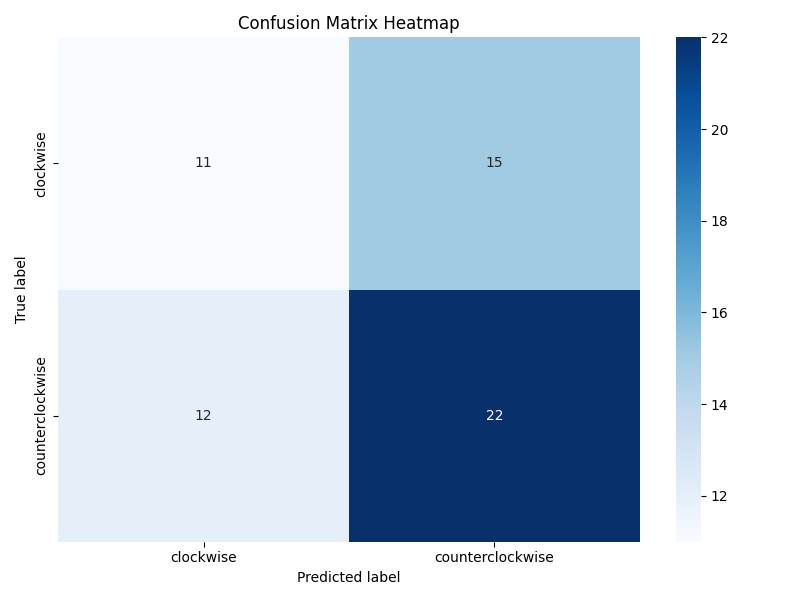 Confusion Matrix Heatmap
True label
clockwise
counterclockwise
11
15
12
22
clockwise
counterclockwise
Predicted label
22
20
18
16
14
12